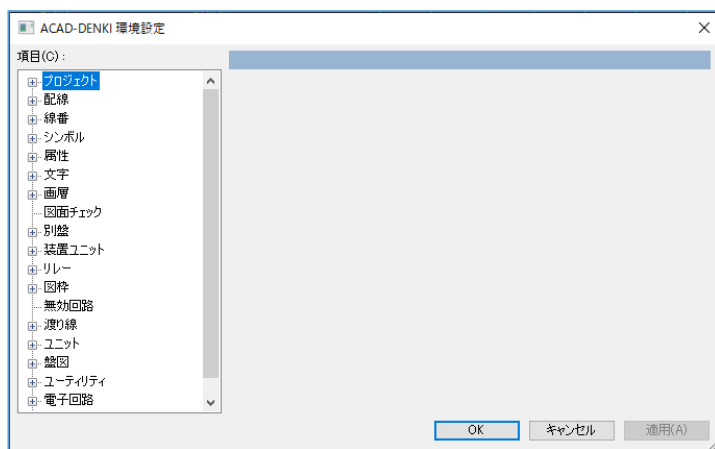 ACAD-DENKI 環境設定
項目(C) :
プロジェクト
配線
線番
シンボル
属性
文字
画層
図面チェック
別盤
装置ユニット
リレー
図枠
無効回路
渡り線
ユニット
盤図
ユーティリティ
電子回路
OK
キャンセル
適用(A)